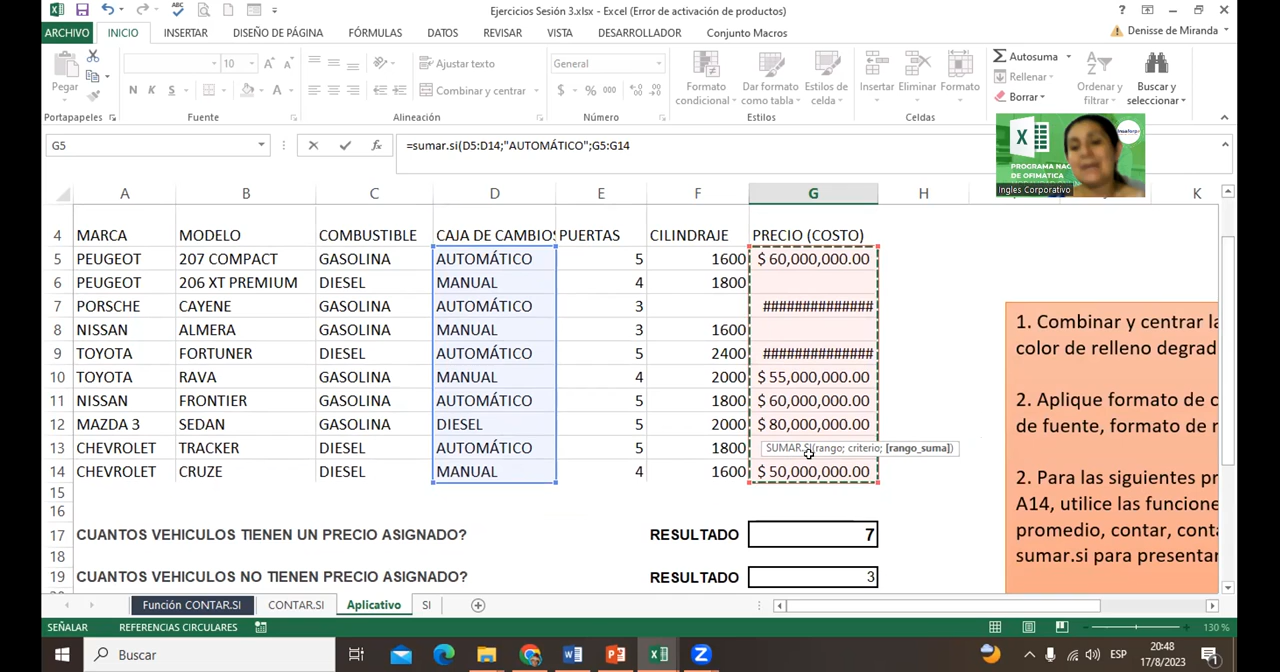 Ejercicios Sesión 3.xlsx - Excel (Error de activación de productos)
ARCHIVO INICIO INSERTAR DISEÑO DE PÁGINA FÓRMULAS DATOS REVISAR VISTA DESARROLLADOR Conjunto Macros
Denisse de Miranda
10 Ajustar texto General
Pegar N K S Combinar y centrar $ % 000
Formato condicional Dar formato como tabla Estilos de celda Insertar Eliminar Formato
Autosuma
Rellenar
Borrar
Ordenar y filtrar Buscar y seleccionar
Portapapeles Fuente Alineación Número Estilos Celdas
G5 =sumar.si(D5:D14;"AUTOMÁTICO";G5:G14
insaforp
PROGRAMA NA
DE OFIMÁTICA
Ingles Corporativo
A B C D E F G H K
4 MARCA MODELO COMBUSTIBLE CAJA DE CAMBIOS PUERTAS CILINDRAJE PRECIO (COSTO)
5 PEUGEOT 207 COMPACT GASOLINA AUTOMÁTICO 5 1600 $ 60,000,000.00
6 PEUGEOT 206 XT PREMIUM DIESEL MANUAL 4 1800
7 PORSCHE CAYENE GASOLINA AUTOMÁTICO 3 ##############
8 NISSAN ALMERA GASOLINA MANUAL 3 1600
9 TOYOTA FORTUNER DIESEL AUTOMÁTICO 5 2400 ##############
10 TOYOTA RAVA GASOLINA MANUAL 4 2000 $ 55,000,000.00
11 NISSAN FRONTIER GASOLINA AUTOMÁTICO 5 1800 $ 60,000,000.00
12 MAZDA 3 SEDAN GASOLINA DIESEL 5 2000 $ 80,000,000.00
13 CHEVROLET TRACKER DIESEL AUTOMÁTICO 5 1800
SUMAR.SI(rango; criterio; [rango_suma])
14 CHEVROLET CRUZE DIESEL MANUAL 4 1600 $ 50,000,000.00
15
16
17 CUANTOS VEHICULOS TIENEN UN PRECIO ASIGNADO? RESULTADO 7
18
19 CUANTOS VEHICULOS NO TIENEN PRECIO ASIGNADO? RESULTADO 3
1. Combinar y centrar la
color de relleno degrad
2. Aplique formato de c
de fuente, formato de r
2. Para las siguientes pr
A14, utilice las funcione
promedio, contar, conta
sumar.si para presentar
Función CONTAR.SI CONTAR.SI Aplicativo SI
SEÑALAR REFERENCIAS CIRCULARES 130 %
Buscar
ESP
20:48
17/8/2023